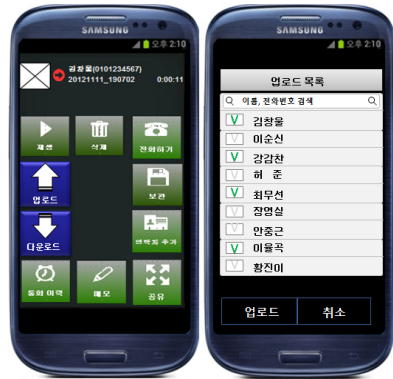 SAMSUNG
오후 2:10
김창물(0101234567)
20121111_190702 0:00:11
재생
삭제
전화하기
업로드
보관
다운로드
연락처 추가
통화 이력
메모
공유
SAMSUNG
오후 2:10
업로드 목록
이름, 전화번호 검색
V 김창울
V 이순신
V 강감찬
V 허 준
V 최무선
V 장영실
V 안중근
V 이율곡
V 황진이
업로드 취소